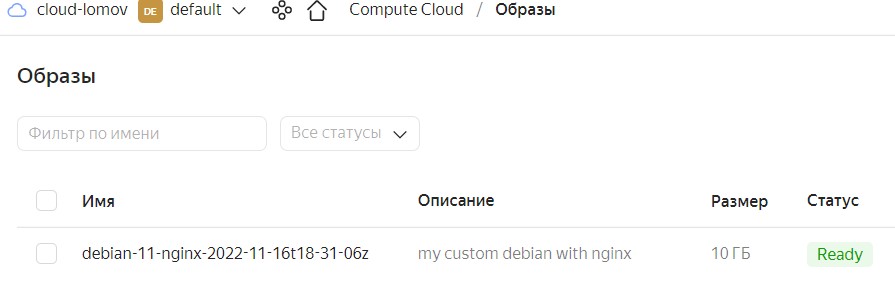 cloud-lomov DE default Compute Cloud / Образы
Образы
Фильтр по имени Все статусы
Имя Описание Размер Статус
debian-11-nginx-2022-11-16t18-31-06z my custom debian with nginx 10 ГБ Ready